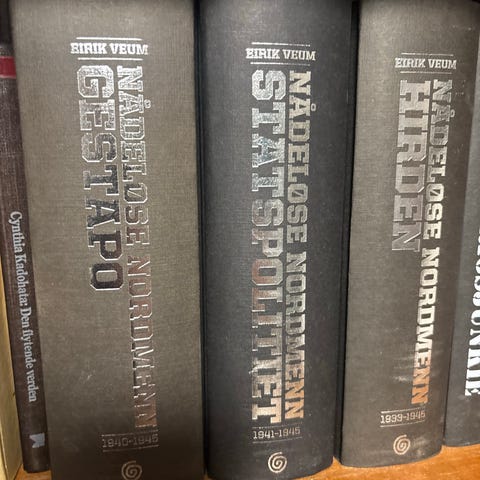 Cynthia Kadohata: Den flytende verden
EIRIK VEUM
NÅDELØSE NORDMENN
GESTAPO
1940-1945
EIRIK VEUM
NÅDELØSE NORDMENN
STATSPOLITIET
1941-1945
EIRIK VEUM
NÅDELØSE NORDMENN
HIRDEN
1933-1945